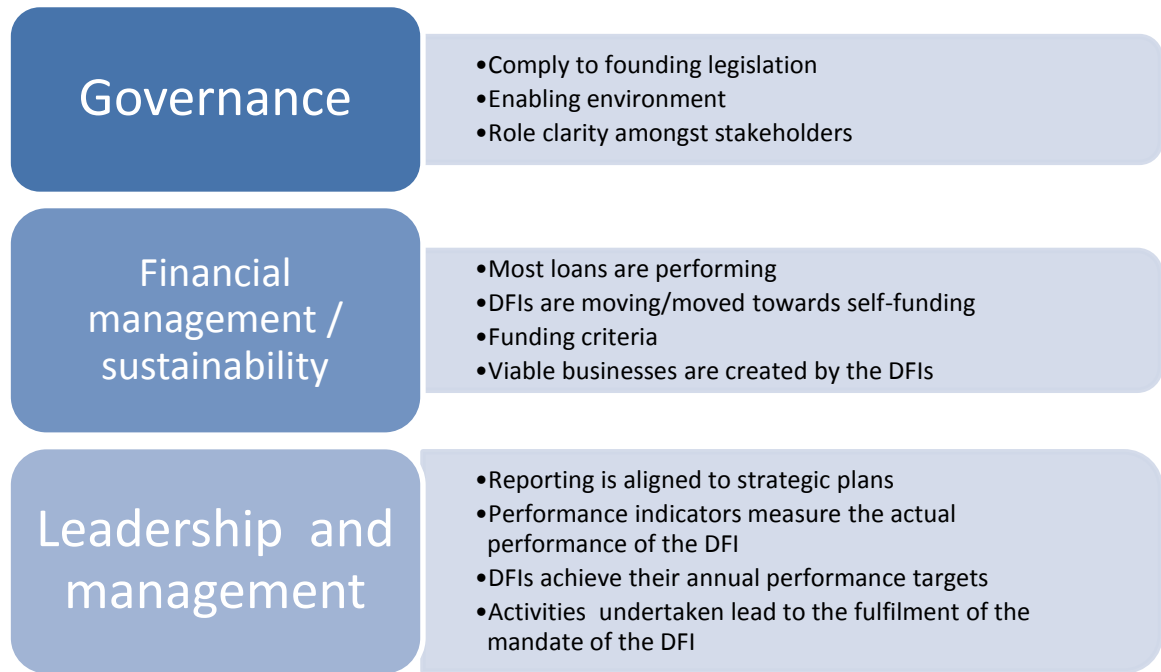 Governance
•Comply to founding legislation
•Enabling environment
•Role clarity amongst stakeholders
Financial
management /
sustainability
•Most loans are performing
•DFIs are moving/moved towards self-funding
•Funding criteria
•Viable businesses are created by the DFIs
Leadership and
management
•Reporting is aligned to strategic plans
•Performance indicators measure the actual
performance of the DFI
•DFIs achieve their annual performance targets
•Activities undertaken lead to the fulfilment of the
mandate of the DFI